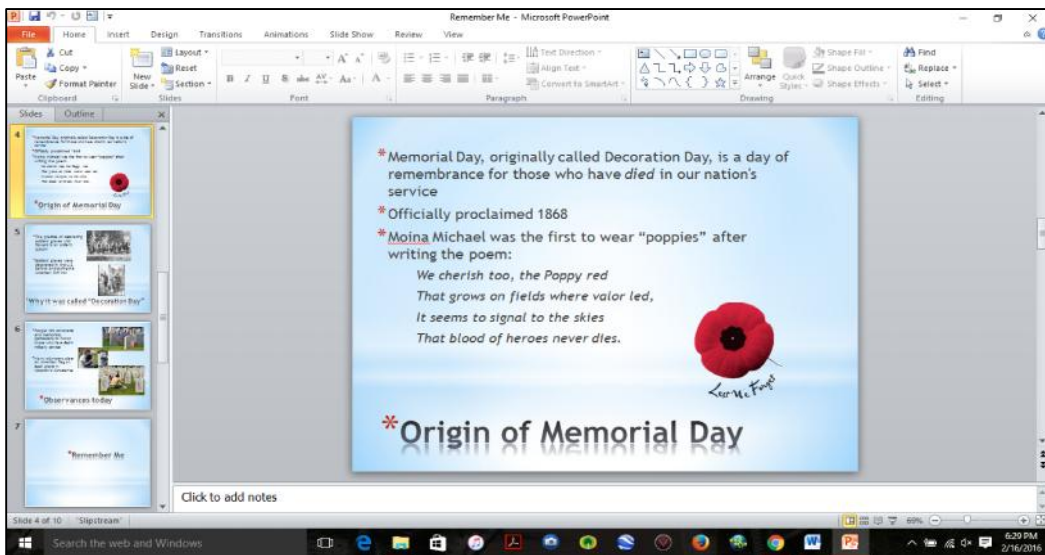 Remember Me - Microsoft PowerPoint
File Home Insert Design Transitions Animations Slide Show Review View
Cut
Copy
Format Painter
Paste
Clipboard
New
Slide
Layout
Reset
Section
Slides
B I U S abc AV Aa A
Font
Text Direction
Align Text
Convert to SmartArt
Paragraph
Arrange
Quick
Styles
Shape Fill
Shape Outline
Shape Effects
Drawing
Find
Replace
Select
Editing
Slides Outline
4
*Origin of Memorial Day
5
*Why it was called "Decoration Day"
6
*Observances today
7
*Remember Me
*Memorial Day, originally called Decoration Day, is a day of
remembrance for those who have died in our nation's
service
*Officially proclaimed 1868
*Moina Michael was the first to wear “poppies” after
writing the poem:
We cherish too, the Poppy red
That grows on fields where valor led,
It seems to signal to the skies
That blood of heroes never dies.
Lest We Forget
*Origin of Memorial Day
Click to add notes
Slide 4 of 10 "Slipstream" 69%
Search the web and Windows
6:29 PM
2/16/2016